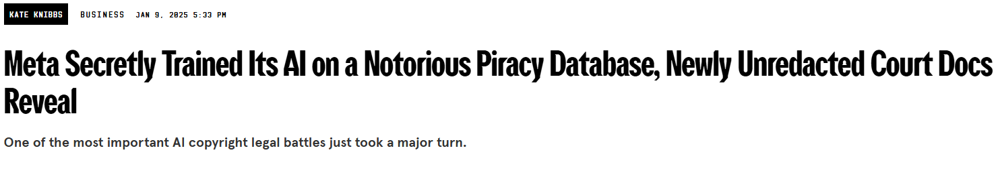 KATE KNIBBS BUSINESS JAN 9, 2025 5:33 PM
Meta Secretly Trained Its AI on a Notorious Piracy Database, Newly Unredacted Court Docs
Reveal
One of the most important AI copyright legal battles just took a major turn.